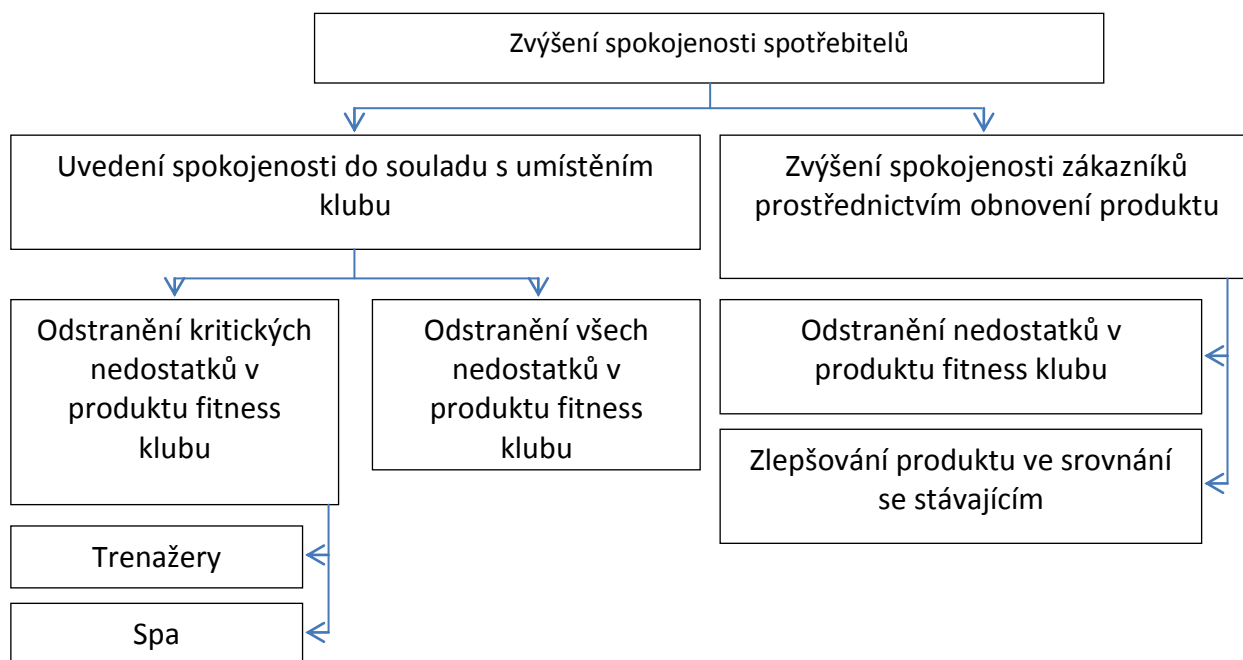 Zvýšení spokojenosti spotřebitelů
Uvedení spokojenosti do souladu s umístěním
klubu
Zvýšení spokojenosti zákazníků
prostřednictvím obnovení produktu
Odstranění kritických
nedostatků v
produktu fitness
klubu
Odstranění všech
nedostatků v
produktu fitness
klubu
Odstranění nedostatků v
produktu fitness klubu
Zlepšování produktu ve srovnání
se stávajícím
Trenažery
Spa